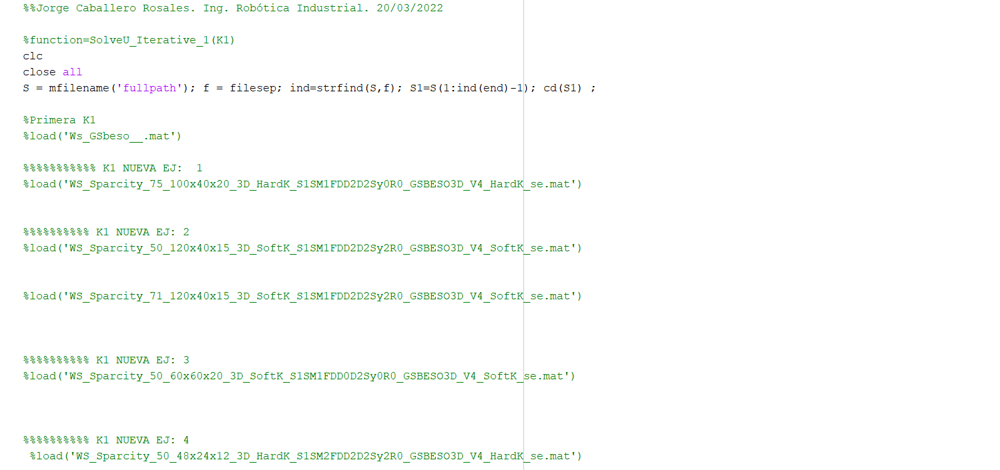 %%Jorge Caballero Rosales. Ing. Robótica Industrial. 20/03/2022
%function=SolveU_Iterative_1(K1)
clc
close all
S = mfilename('fullpath'); f = filesep; ind=strfind(S,f); S1=S(1:ind(end)-1); cd(S1) ;
%Primera K1
%load('Ws_GSbeso__.mat')
%%%%%%%%%%% K1 NUEVA EJ:  1
%load('WS_Sparcity_75_100x40x20_3D_HardK_S1SM1FDD2D2Sy0R0_GSBESO3D_V4_HardK_se.mat')
%%%%%%%%%% K1 NUEVA EJ: 2
%load('WS_Sparcity_50_120x40x15_3D_SoftK_S1SM1FDD2D2Sy2R0_GSBESO3D_V4_SoftK_se.mat')
%load('WS_Sparcity_71_120x40x15_3D_SoftK_S1SM1FDD2D2Sy2R0_GSBESO3D_V4_SoftK_se.mat')
%%%%%%%%%% K1 NUEVA EJ: 3
%load('WS_Sparcity_50_60x60x20_3D_SoftK_S1SM1FDD0D2Sy0R0_GSBESO3D_V4_SoftK_se.mat')
%%%%%%%%%% K1 NUEVA EJ: 4
%load('WS_Sparcity_50_48x24x12_3D_HardK_S1SM2FDD2D2Sy2R0_GSBESO3D_V4_HardK_se.mat')